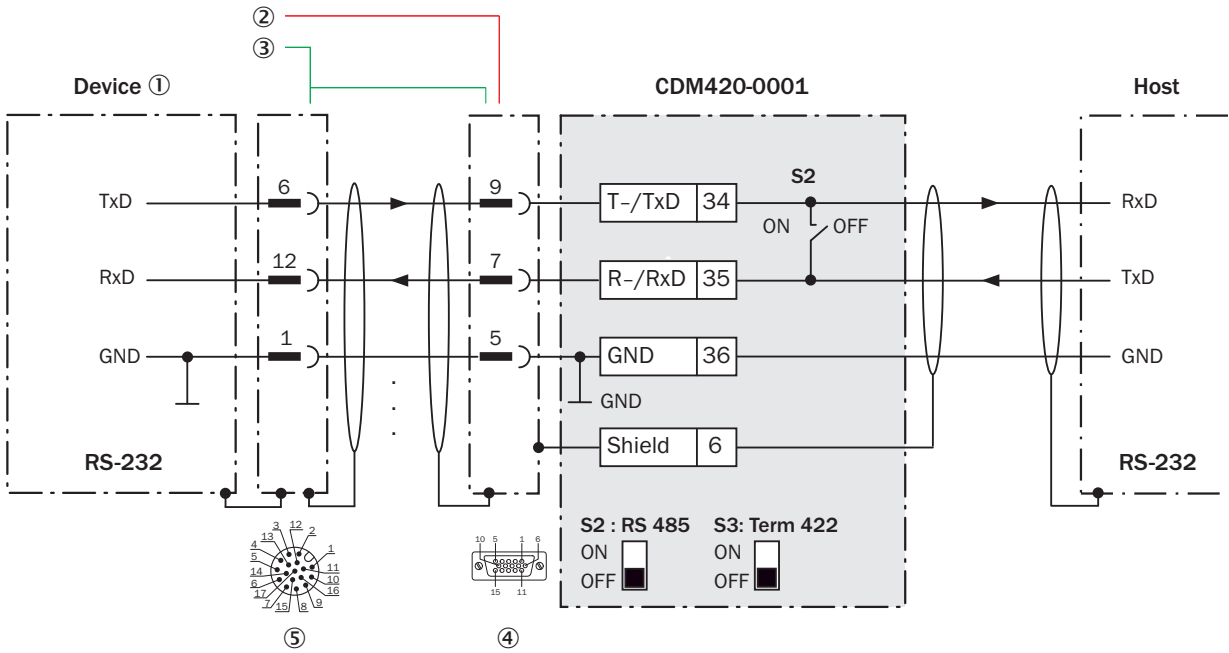 ②
③
Device ①
CDM420-0001
Host
6
9
S2
TxD
T–/TxD
34
RxD
ON
OFF
12
7
RxD
R–/RxD
35
TxD
1
5
GND
GND
36
GND
GND
Shield
6
RS-232
RS-232
S2 : RS 485
S3: Term 422
ON
ON
OFF
OFF
3
12
2
13
4
1
5
11
14
10
6
16
17
9
7
15
8
10
5
1
6
15
11
⑤
④